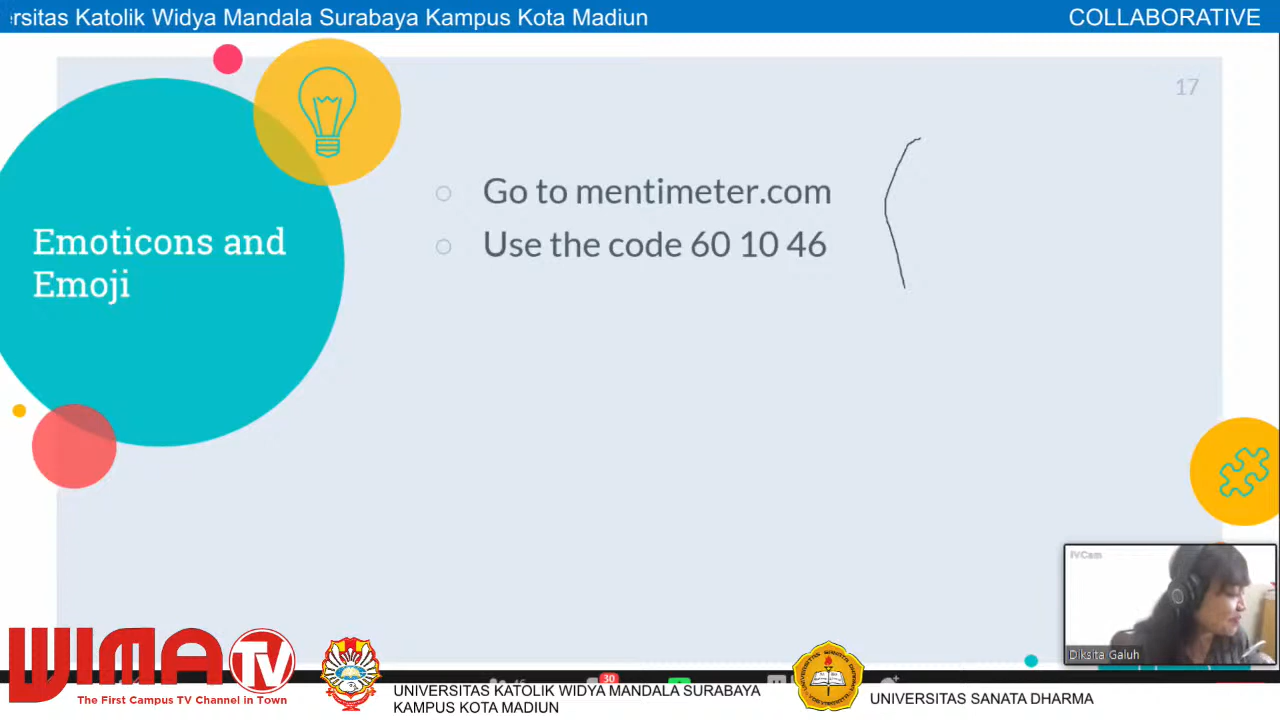 ersitas Katolik Widya Mandala Surabaya Kampus Kota Madiun
COLLABORATIVE
17
Go to mentimeter.com
Use the code 60 10 46
Emoticons and
Emoji
IVCam
Diksita Galuh
WIMA TV
The First Campus TV Channel in Town
30
UNIVERSITAS KATOLIK WIDYA MANDALA SURABAYA
KAMPUS KOTA MADIUN
UNIVERSITAS SANATA DHARMA